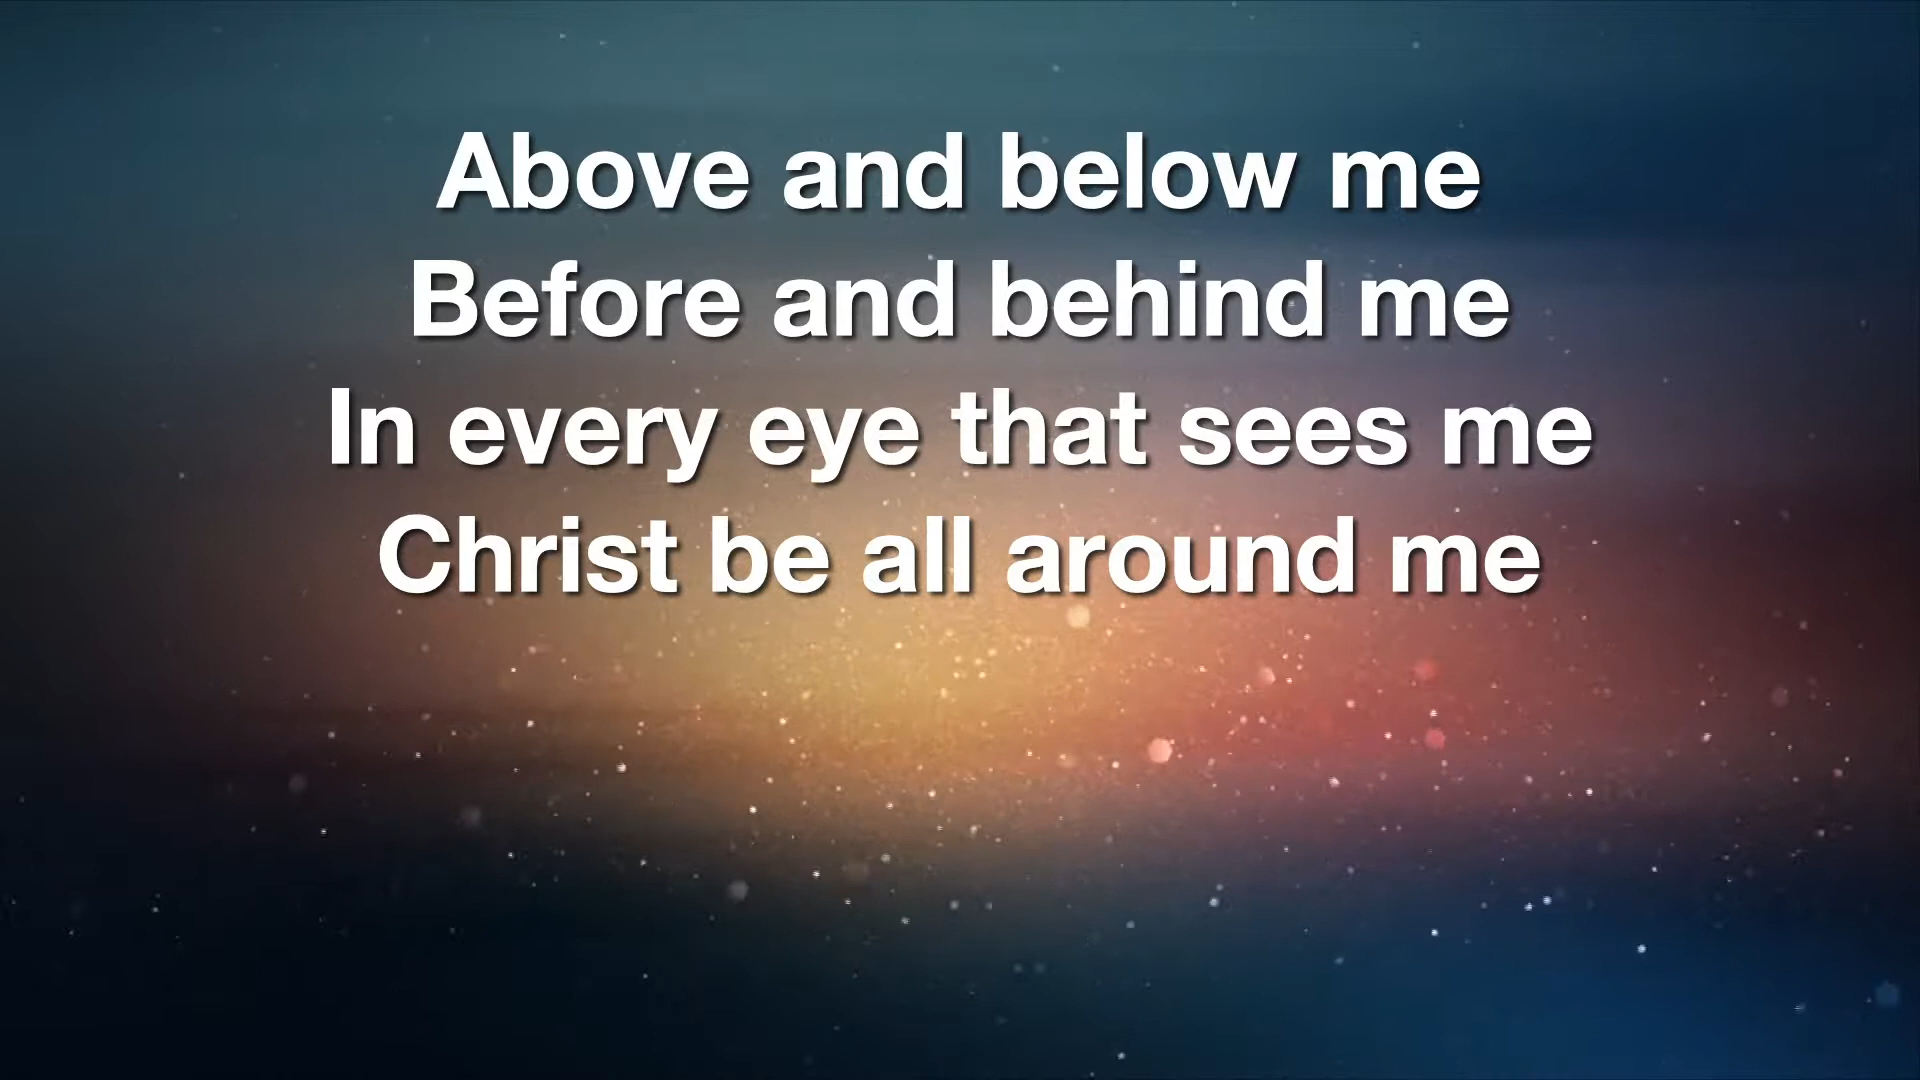 Above and below me
Before and behind me
In every eye that sees me
Christ be all around me